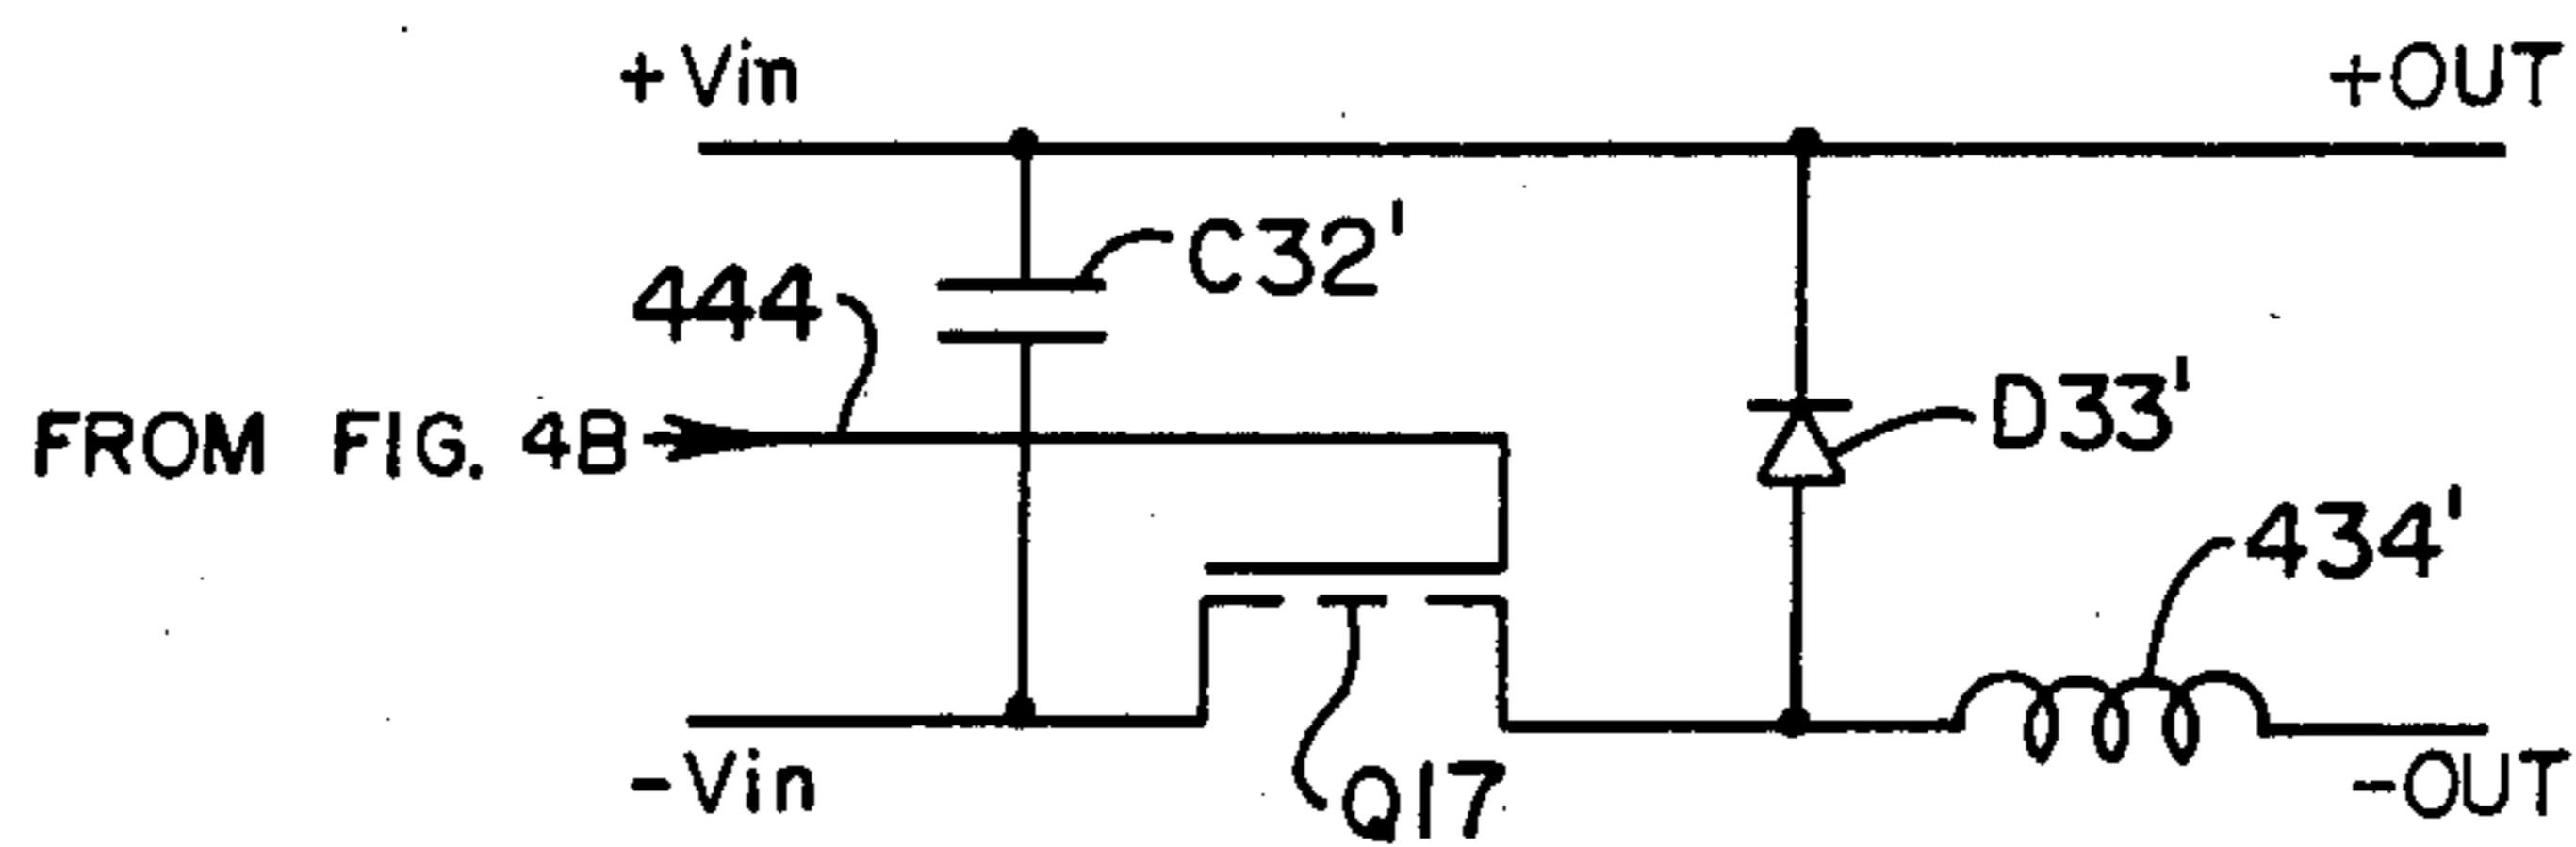 +Vin
+OUT
C32'
444
FROM FIG. 4B
D33'
434'
-Vin
Q17
-OUT